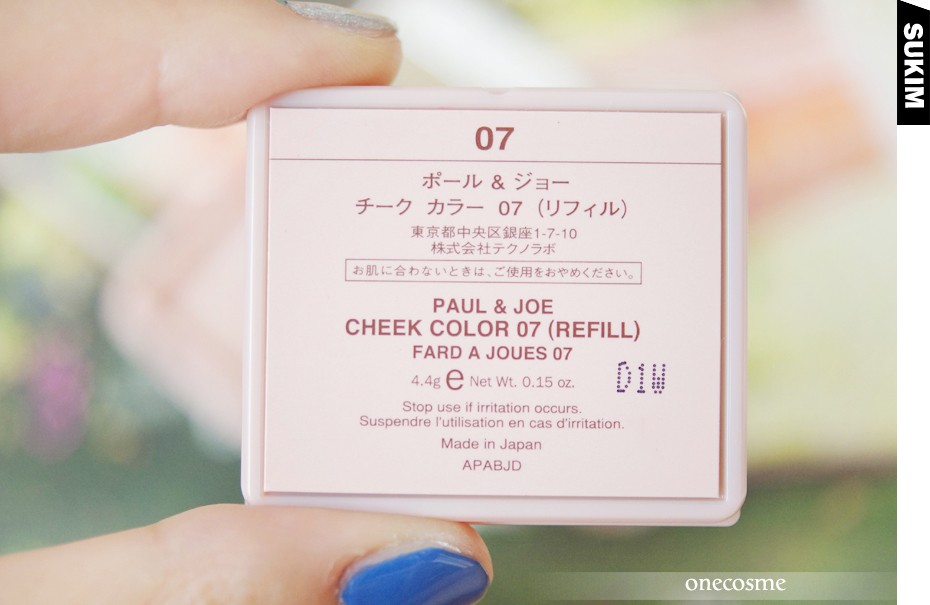 07
ポール & ジョー
チーク カラー 07 (リフィル)
東京都中央区銀座1-7-10
株式会社テクノラボ
お肌に合わないときは、ご使用をおやめください。
PAUL & JOE
CHEEK COLOR 07 (REFILL)
FARD A JOUES 07
4.4g e Net Wt. 0.15 oz.
D1W
Stop use if irritation occurs.
Suspendre l'utilisation en cas d'irritation.
Made in Japan
APABJD
SUKIM
onecosme